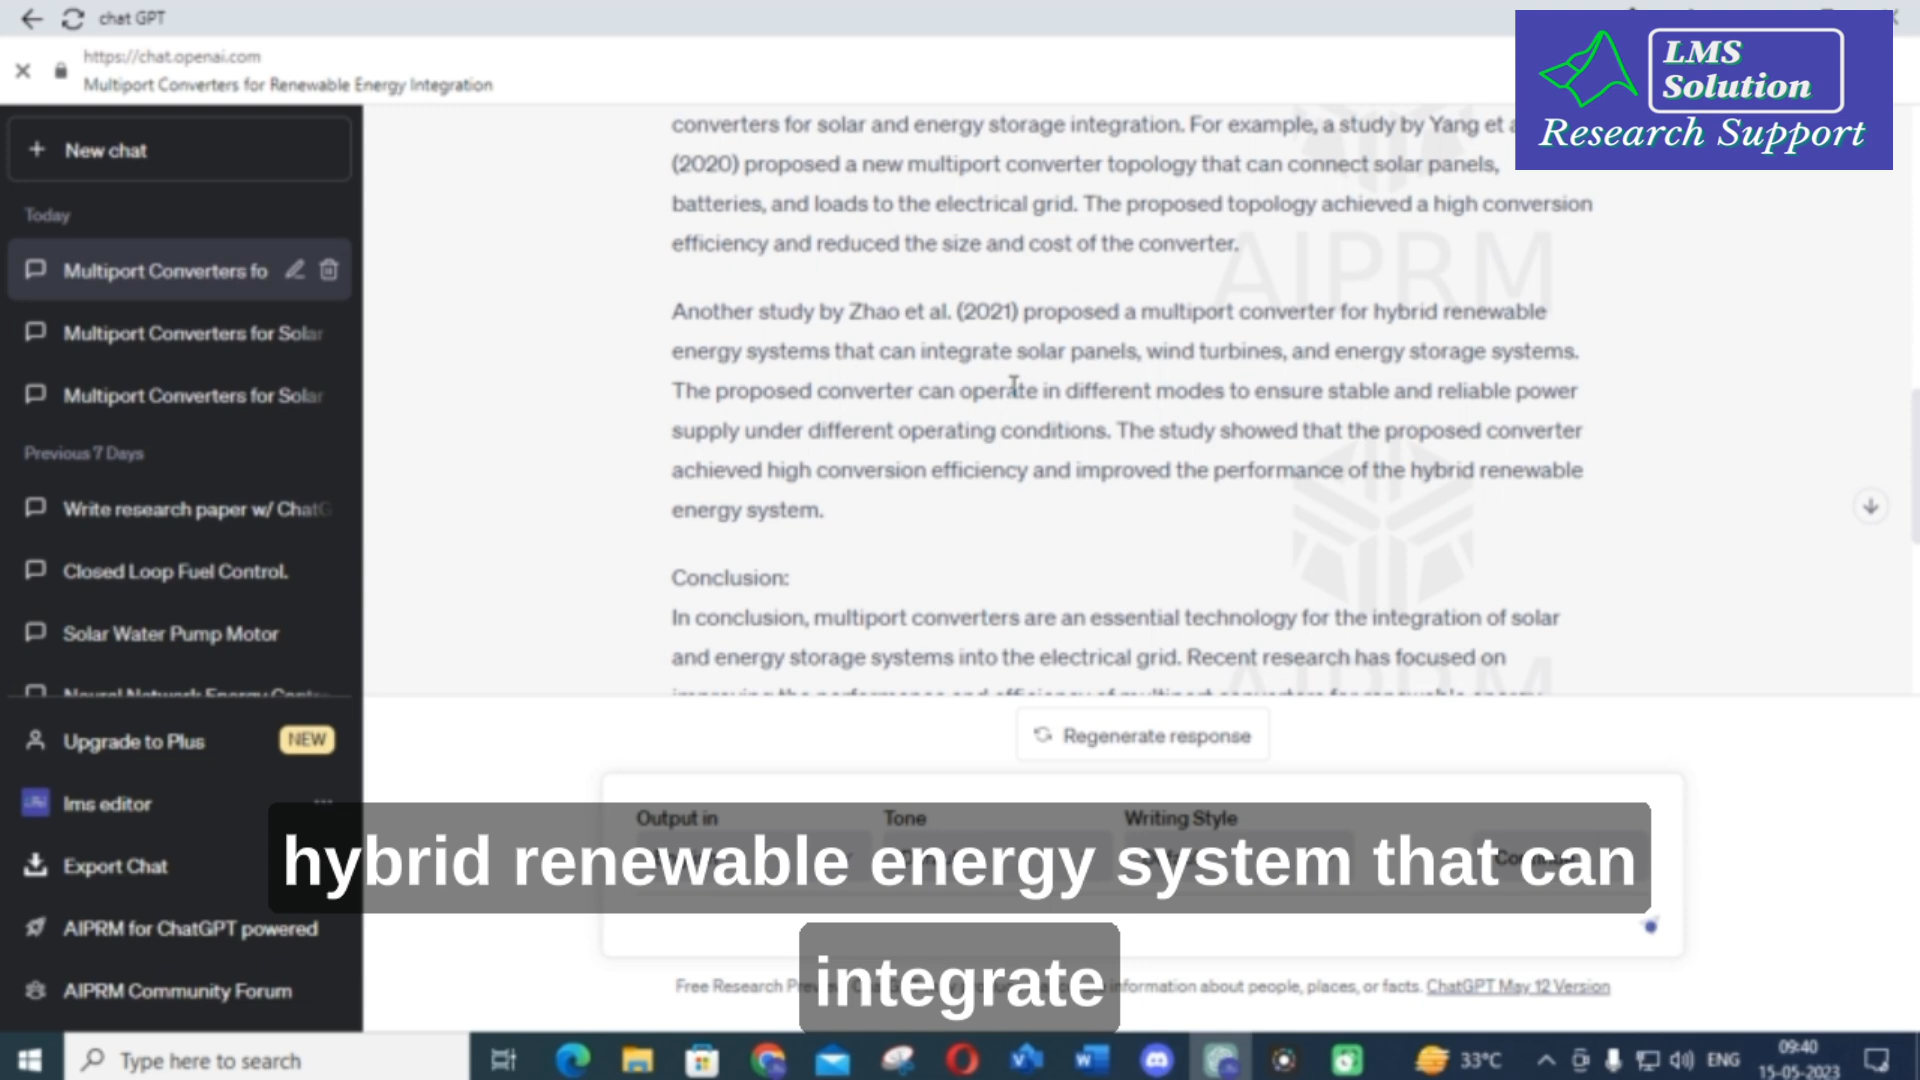 chat GPT
https://chat.openai.com
Multiport Converters for Renewable Energy Integration
LMS
Solution
Research Support
New chat
Today
Multiport Converters fo
Multiport Converters for Solar
Multiport Converters for Solar
Previous 7 Days
Write research paper w/ ChatG
Closed Loop Fuel Control.
Solar Water Pump Motor
Upgrade to Plus
NEW
lms editor
Export Chat
AIPRM for ChatGPT powered
AIPRM Community Forum
converters for solar and energy storage integration. For example, a study by Yang et
(2020) proposed a new multiport converter topology that can connect solar panels,
batteries, and loads to the electrical grid. The proposed topology achieved a high conversion
efficiency and reduced the size and cost of the converter.
AIPRM
Another study by Zhao et al. (2021) proposed a multiport converter for hybrid renewable
energy systems that can integrate solar panels, wind turbines, and energy storage systems.
The proposed converter can operate in different modes to ensure stable and reliable power
supply under different operating conditions. The study showed that the proposed converter
achieved high conversion efficiency and improved the performance of the hybrid renewable
energy system.
Conclusion:
In conclusion, multiport converters are an essential technology for the integration of solar
and energy storage systems into the electrical grid. Recent research has focused on
Regenerate response
Output in
Tone
Writing Style
hybrid renewable energy system that can
integrate
Free Research information about people, places, or facts. ChatGPT May 12 Version
Type here to search
33°C
ENG
09:40
15-05-2023